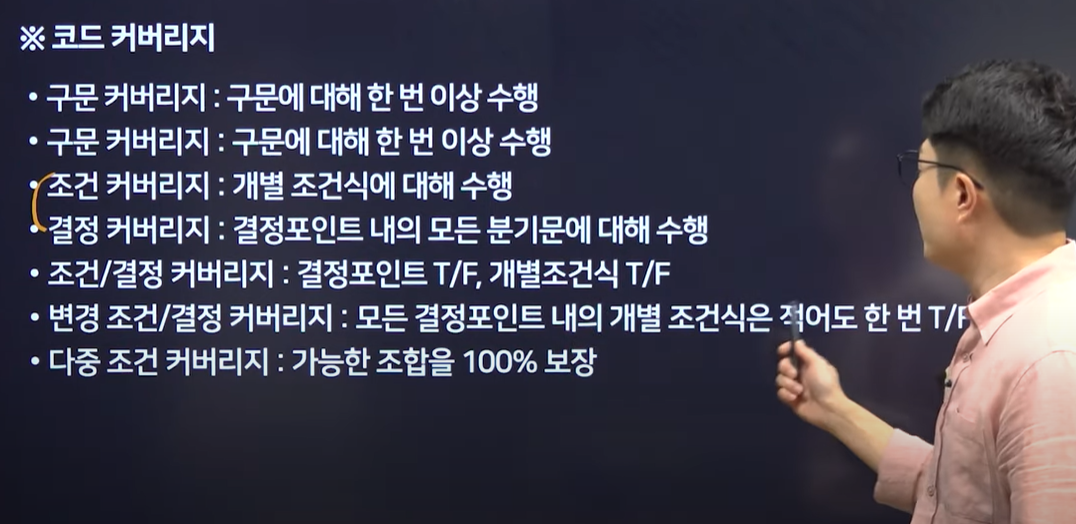 ※ 코드 커버리지
• 구문 커버리지 : 구문에 대해 한 번 이상 수행
• 구문 커버리지 : 구문에 대해 한 번 이상 수행
• 조건 커버리지 : 개별 조건식에 대해 수행
• 결정 커버리지 : 결정포인트 내의 모든 분기문에 대해 수행
• 조건/결정 커버리지 : 결정포인트 T/F, 개별조건식 T/F
• 변경 조건/결정 커버리지 : 모든 결정포인트 내의 개별 조건식은 적어도 한 번 T/F
• 다중 조건 커버리지 : 가능한 조합을 100% 보장